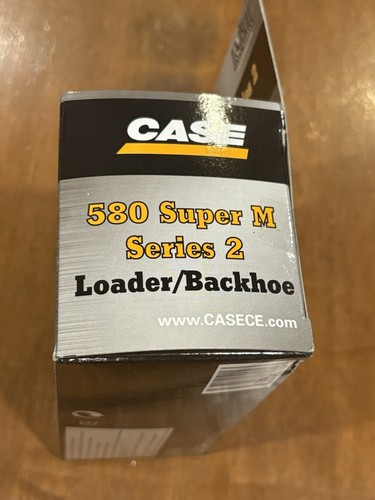 CASE
580 Super M
Series 2
Loader/Backhoe
www.CASECE.com